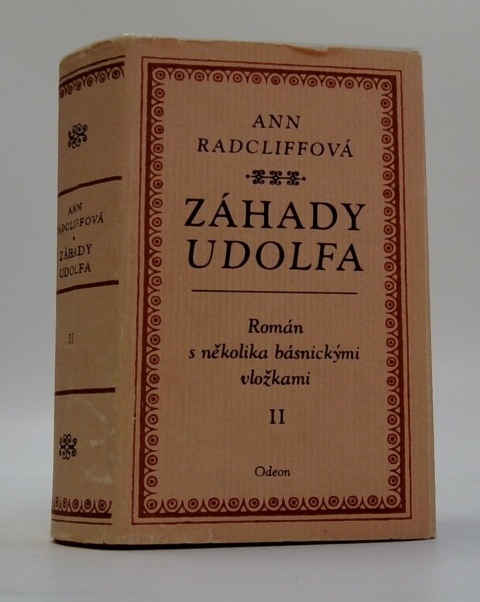 ANN
RADCLIFFOVÁ
ZÁHADY
UDOLFA
II
ANN
RADCLIFFOVÁ
ZÁHADY
UDOLFA
Román
s několika básnickými
vložkami
II
Odeon